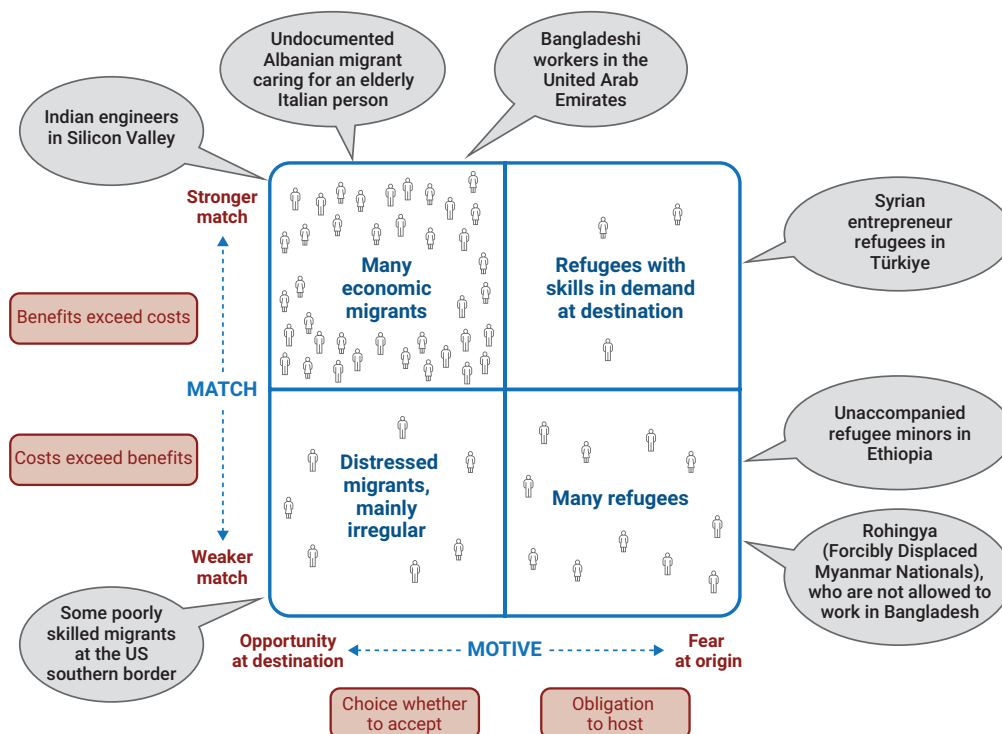 Undocumented
Albanian migrant
caring for an elderly
Italian person
Bangladeshi
workers in the
United Arab
Emirates
Indian engineers
in Silicon Valley
Stronger
match
Syrian
entrepreneur
refugees in
Türkiye
Many
economic
migrants
Refugees with
skills in demand
at destination
Benefits exceed costs
MATCH
Costs exceed benefits
Unaccompanied
refugee minors in
Ethiopia
Distressed
migrants,
mainly
irregular
Many refugees
Weaker
match
Rohingya
(Forcibly Displaced
Myanmar Nationals),
who are not allowed to
work in Bangladesh
Some poorly
skilled migrants
at the US
southern border
Opportunity
at destination
MOTIVE
Fear
at origin
Choice whether
to accept
Obligation
to host